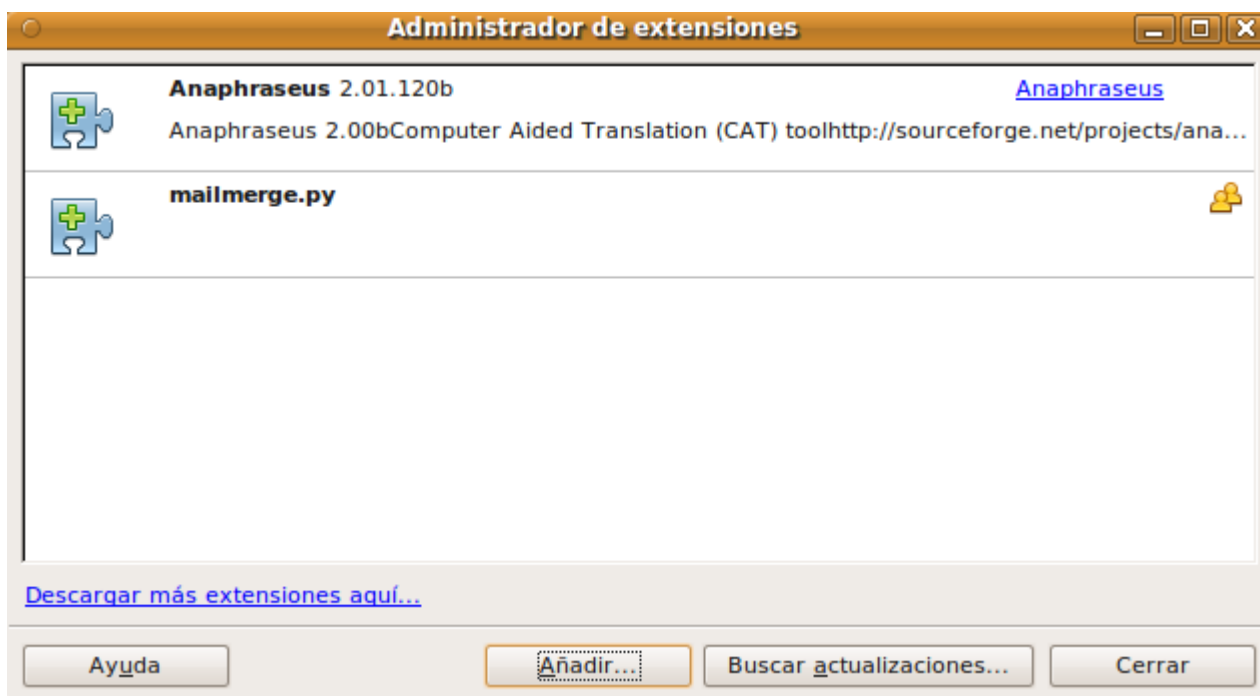 Administrador de extensiones
Anaphraseus 2.01.120b Anaphraseus
Anaphraseus 2.00bComputer Aided Translation (CAT) toolhttp://sourceforge.net/projects/ana...
mailmerge.py
Descargar más extensiones aquí...
Ayuda Añadir... Buscar actualizaciones... Cerrar